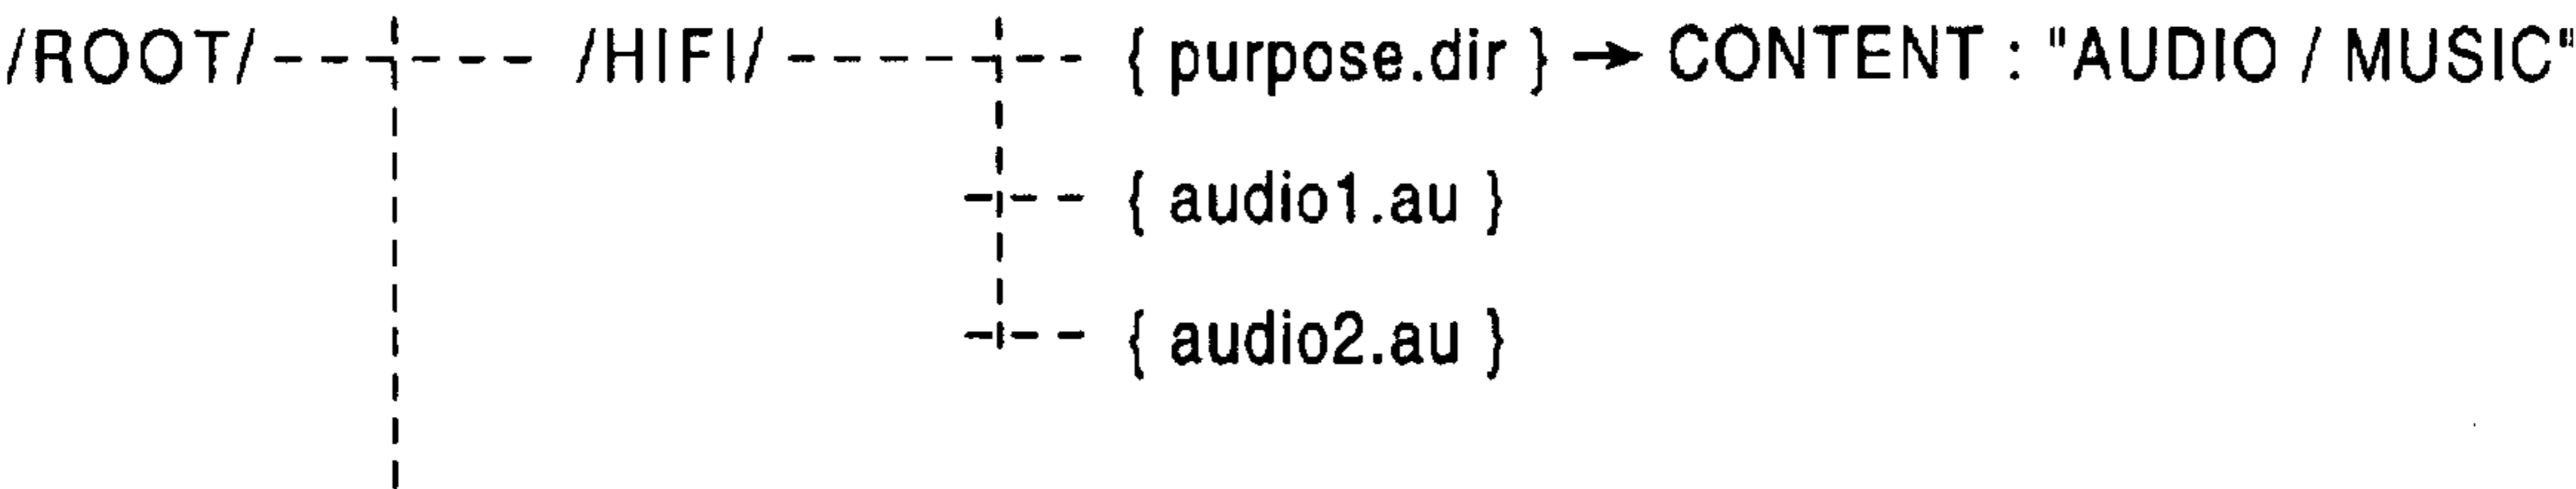 /ROOT/ /HIFI/ { purpose.dir } → CONTENT : "AUDIO / MUSIC"
{ audio1.au }
{ audio2.au }